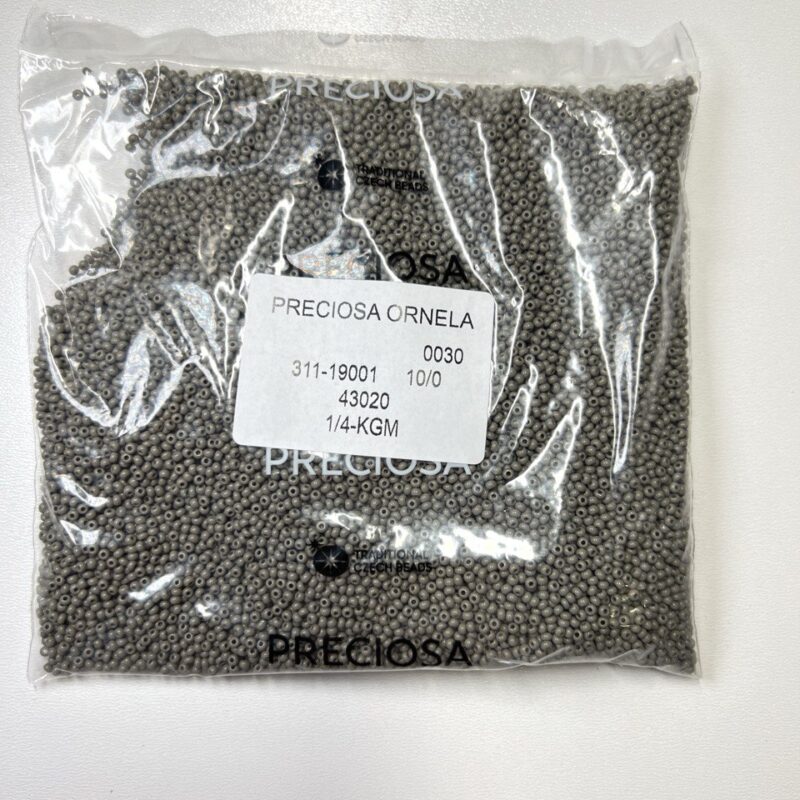 PRECIOSA
TRADITIONAL
CZECH BEADS
PRECIOSA ORNELA
0030
311-19001 10/0
43020
1/4-KGM
PRECIOSA
TRADITIONAL
CZECH BEADS
PRECIOSA